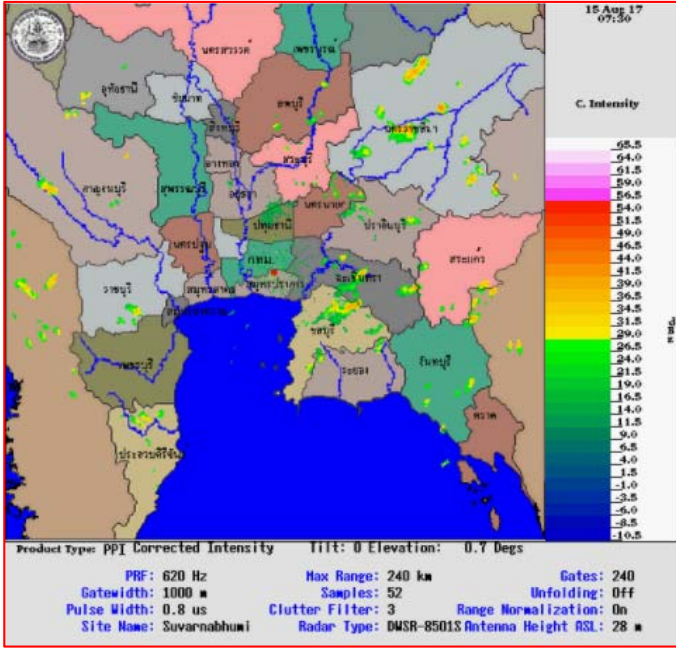 15 Aug 17
07:30
C. Intensity
65.5
64.0
61.5
59.0
56.5
54.0
51.5
49.0
46.5
44.0
41.5
39.0
36.5
34.0
31.5
29.0
26.5
24.0
21.5
19.0
16.5
14.0
11.5
9.0
6.5
4.0
1.5
-1.0
-3.5
-6.0
-8.5
-10.5
นครสวรรค์
เพชรบูรณ์
อุทัยธานี
ชัยนาท
ลพบุรี
สิงห์บุรี
นครราชสีมา
อ่างทอง
สระบุรี
กาญจนบุรี
สุพรรณบุรี
อยุธยา
นครนายก
ปทุมธานี
ปราจีนบุรี
นครปฐม
กทม.
สระแก้ว
ราชบุรี
สมุทรสาคร
สมุทรปราการ
ฉะเชิงเทรา
สมุทรสงคราม
ชลบุรี
เพชรบุรี
ระยอง
จันทบุรี
ตราด
ประจวบคีรีขันธ์
Product Type: PPI Corrected Intensity Tilt: 0 Elevation: 0.7 Degs
PRF: 620 Hz Max Range: 240 km Gates: 240
Gatewidth: 1000 m Samples: 52 Unfolding: Off
Pulse Width: 0.8 us Clutter Filter: 3 Range Normalization: On
Site Name: Suvarnabhumi Radar Type: DWSR-8501S Antenna Height ASL: 28 m